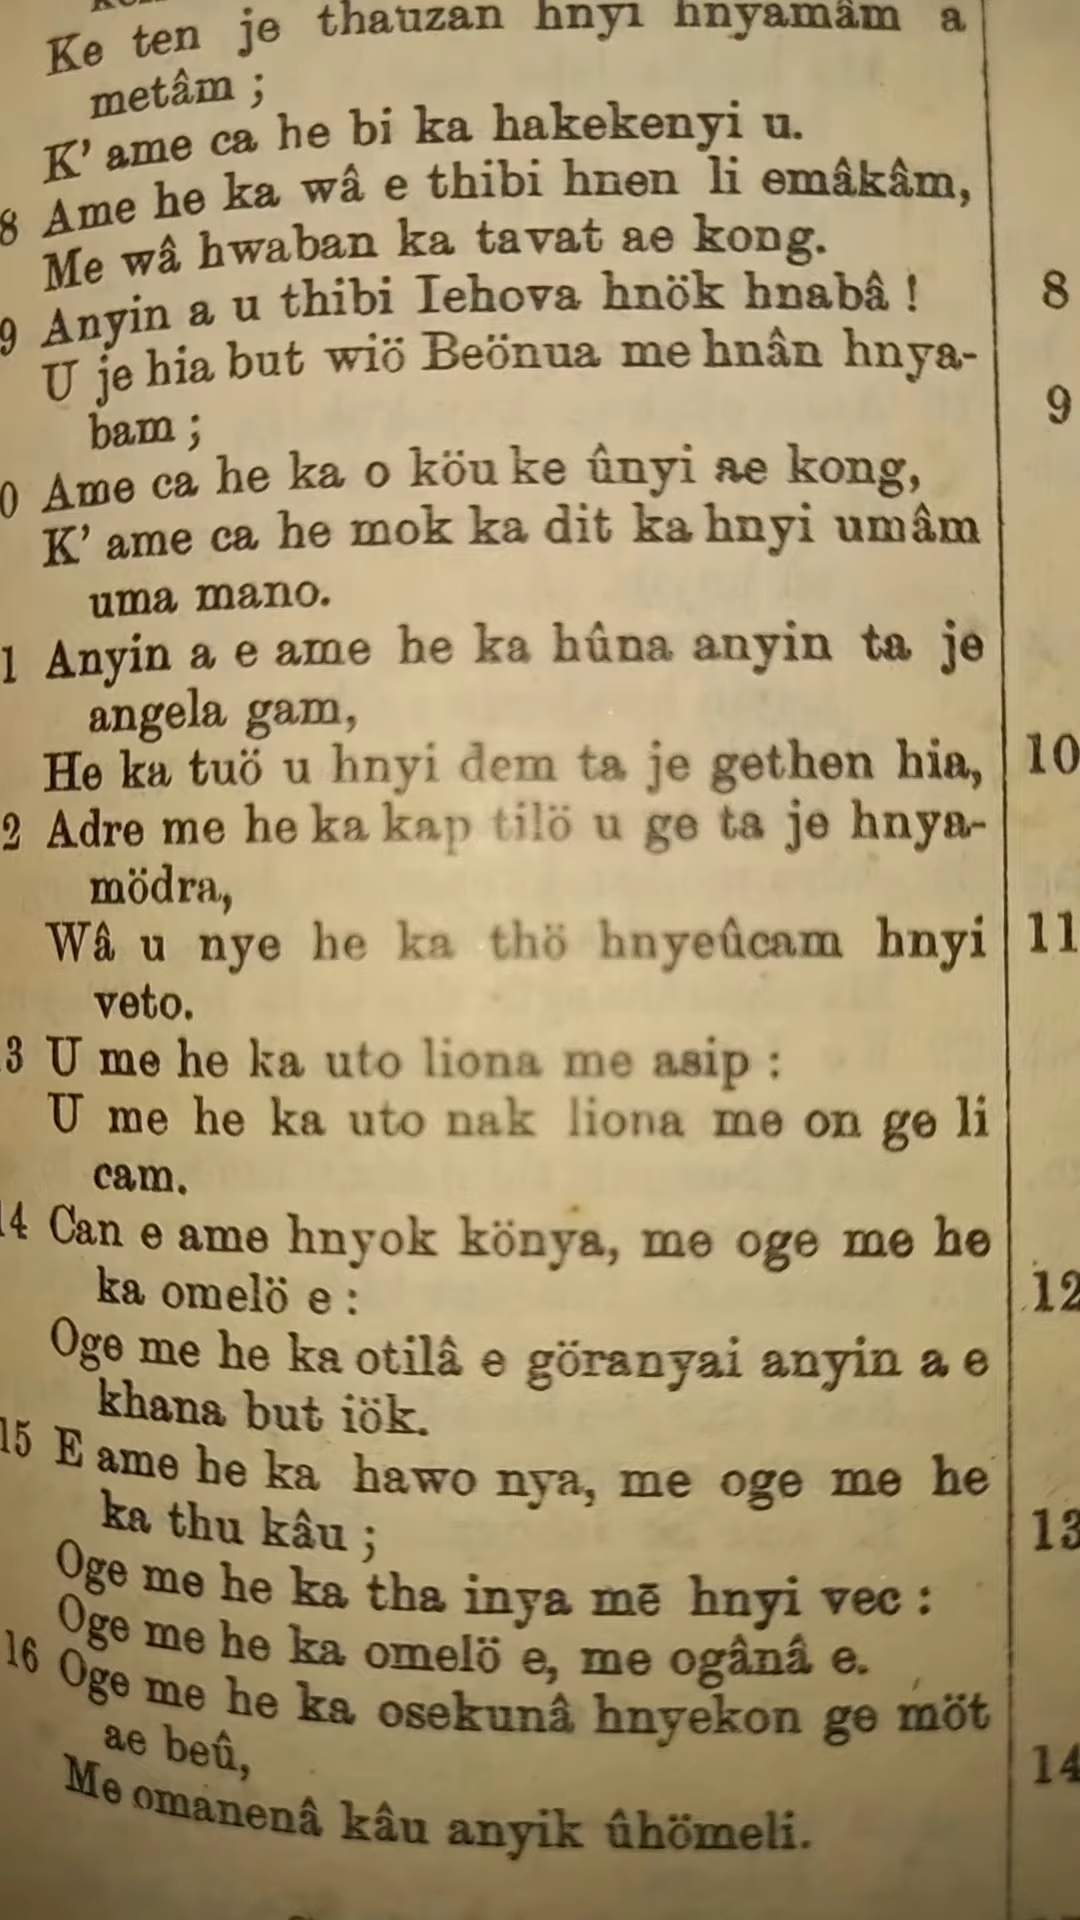 Ke ten je thauzan hnyi hnyamâm a
metâm ;
K' ame ca he bi ka hakekenyi u.
8 Ame he ka wâ e thibi hnen li emâkâm,
Me wâ hwaban ka tavat ae kong.
9 Anyin a u thibi Iehova hnök hnabâ !
U je hia but wiö Beönua me hnân hnya-
bam ;
0 Ame ca he ka o köu ke ûnyi ae kong,
K' ame ca he mok ka dit ka hnyi umâm
uma mano.
1 Anyin a e ame he ka hûna anyin ta je
angela gam,
He ka tuö u hnyi dem ta je gethen hia,
2 Adre me he ka kap tilö u ge ta je hnya-
mödra,
Wâ u nye he ka thö hnyeûcam hnyi
veto.
3 U me he ka uto liona me asip :
U me he ka uto nak liona me on ge li
cam.
14 Can e ame hnyok könya, me oge me he
ka omelö e :
Oge me he ka otilâ e göranyai anyin a e
khana but iök.
15 E ame he ka hawo nya, me oge me he
ka thu kâu ;
Oge me he ka tha inya mē hnyi vec :
Oge me he ka omelö e, me ogânâ e.
16 Oge me he ka osekunâ hnyekon ge möt
ae beû,
Me omanenâ kâu anyik ûhömeli.
8
9
10
11
12
13
14